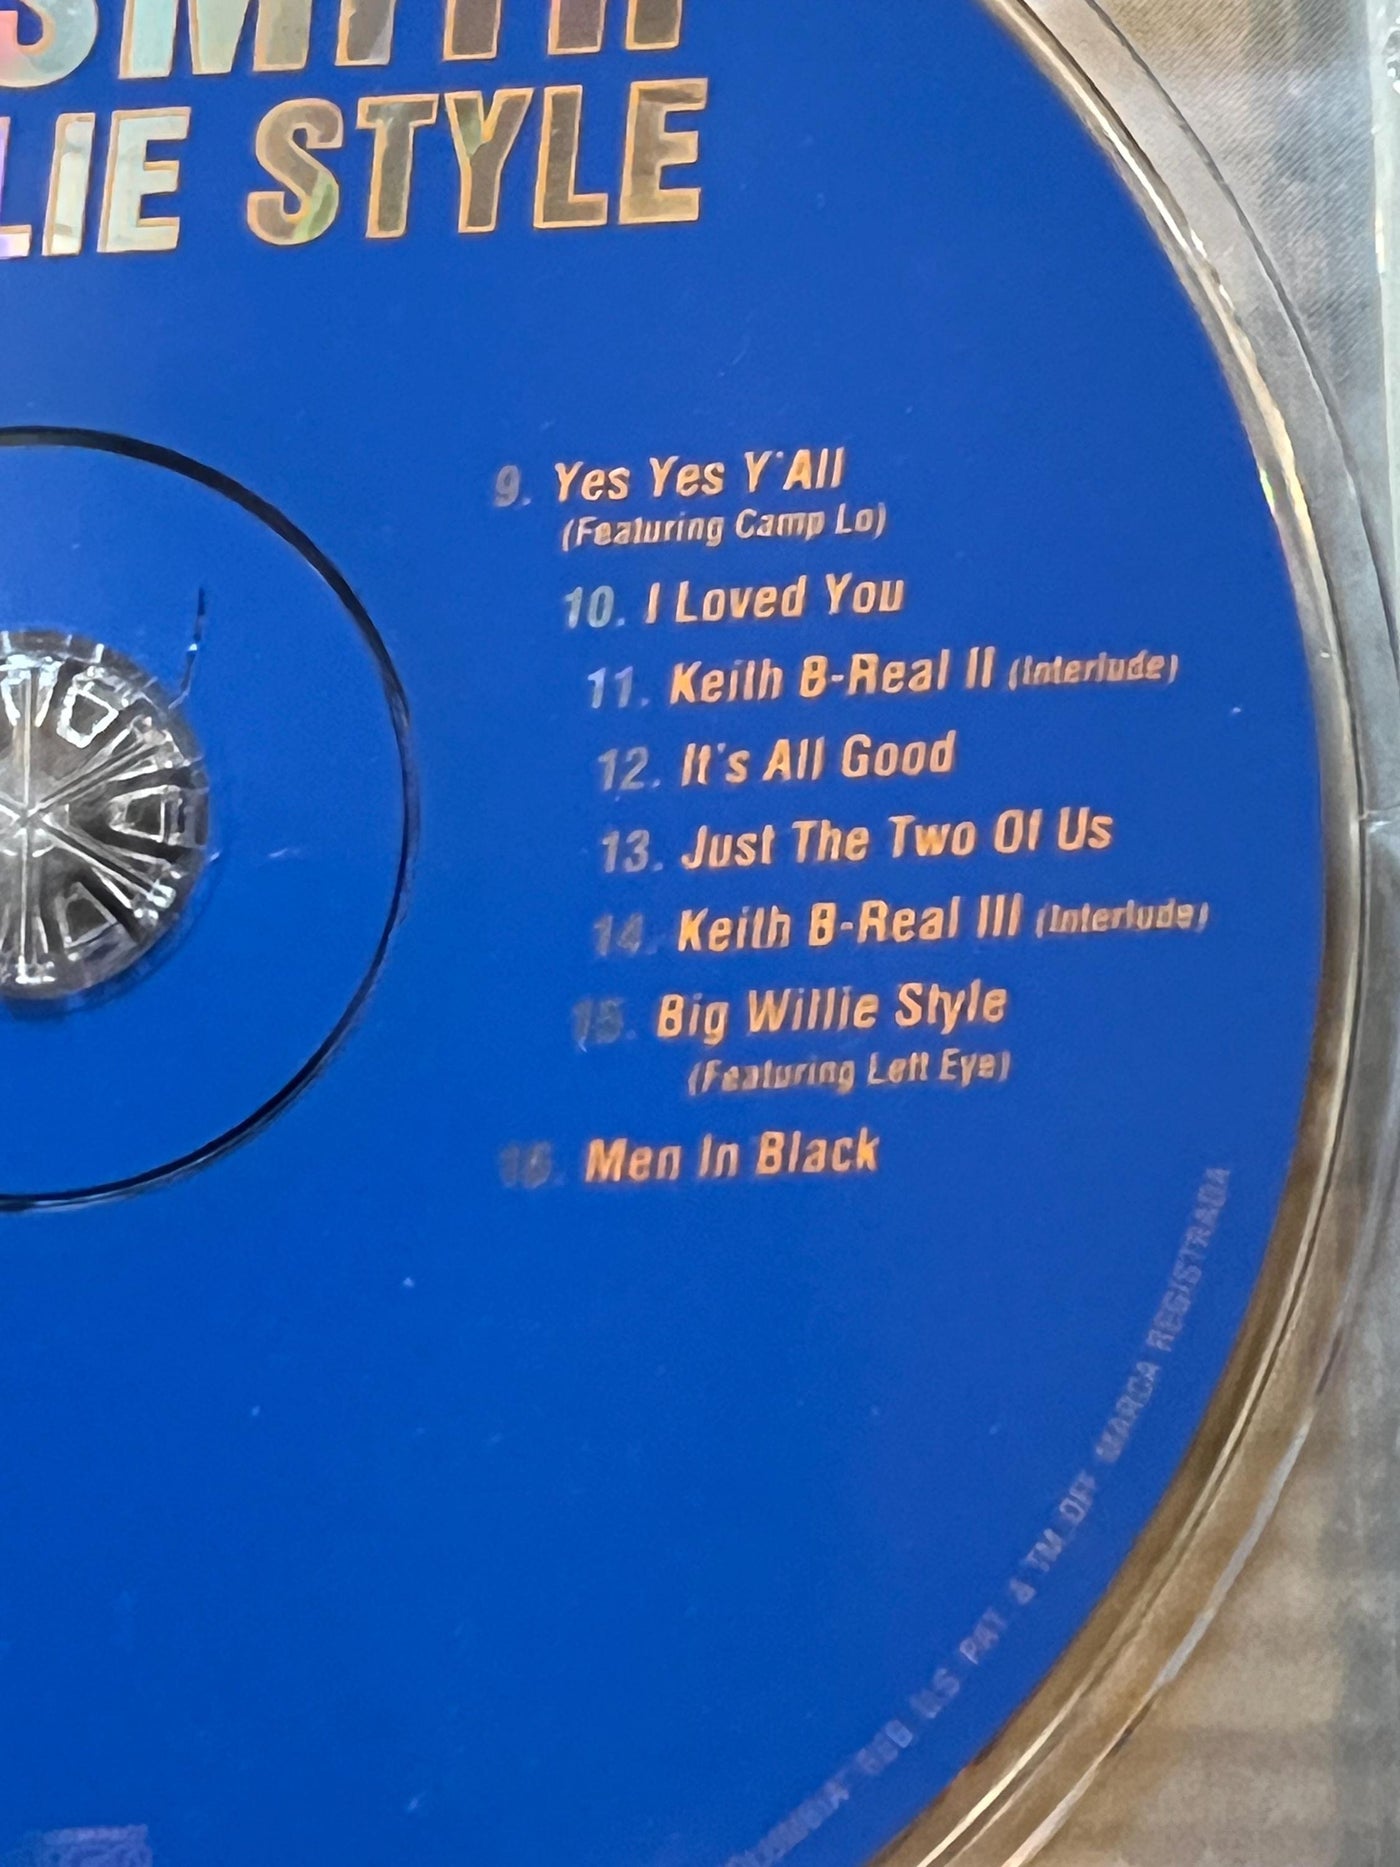 SMITH
LIE STYLE
9. Yes Yes Y'All
(Featuring Camp Lo)
10. I Loved You
11. Keith B-Real II (Interlude)
12. It's All Good
13. Just The Two Of Us
14. Keith B-Real III (Interlude)
15. Big Willie Style
(Featuring Left Eye)
16. Men In Black
REG. U.S. PAT. & TM. OFF. MARCA REGISTRADA